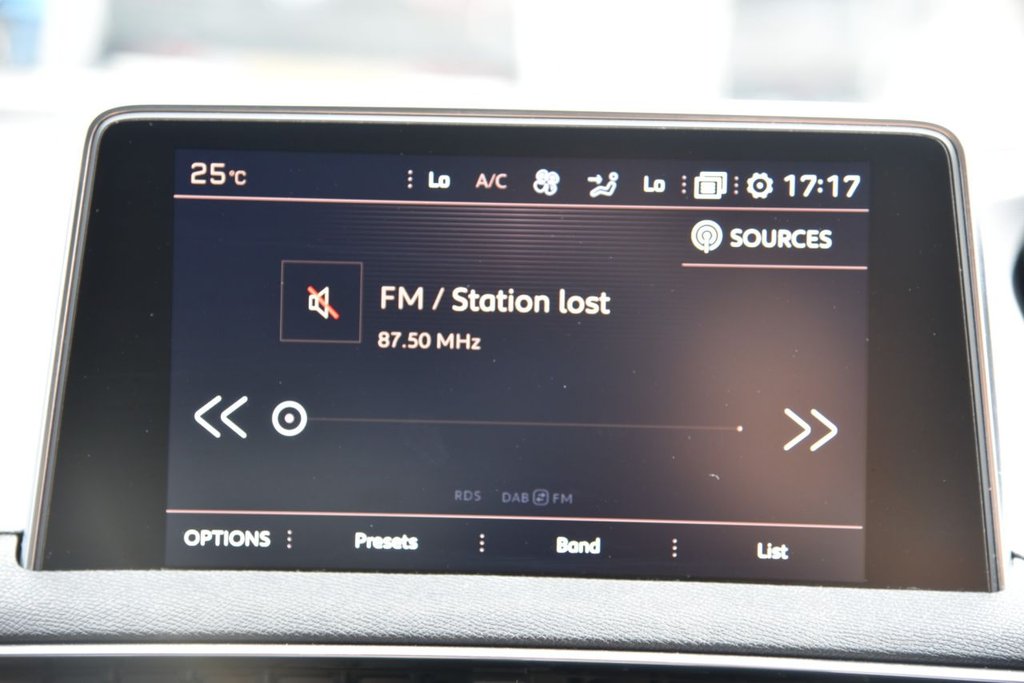 25°C Lo A/C Lo 17:17
SOURCES
FM / Station lost
87.50 MHz
RDS DAB FM
OPTIONS Presets Band List